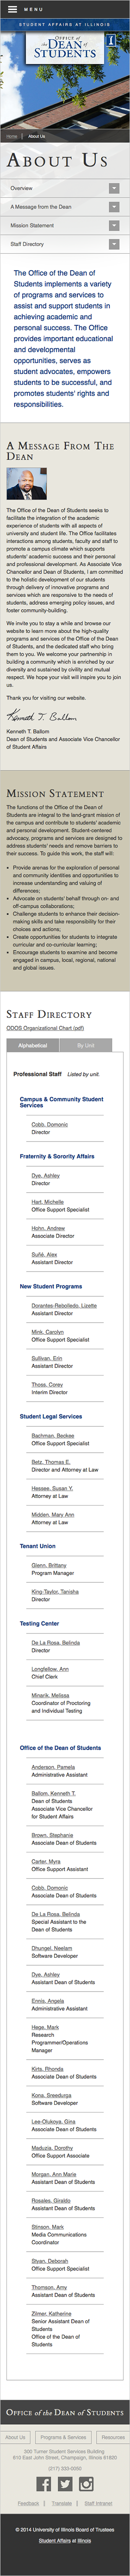 MENU
STUDENT AFFAIRS AT ILLINOIS
OFFICE of the
DEAN of
STUDENTS
Home | About Us
ABOUT US
Overview
A Message from the Dean
Mission Statement
Staff Directory
The Office of the Dean of
Students implements a variety
of programs and services to
assist and support students in
achieving academic and
personal success. The Office
provides important educational
and developmental
opportunities, serves as
student advocates, empowers
students to be successful, and
promotes students' rights and
responsibilities.
A MESSAGE FROM THE
DEAN
The Office of the Dean of Students seeks to
facilitate the integration of the academic
experience of students with all aspects of
university and student life. The Office facilitates
interactions among students, faculty and staff to
promote a campus climate which supports
students' academic success and their personal
and professional development. As Associate Vice
Chancellor and Dean of Students, I am committed
to the holistic development of our students
through delivery of services and programs
services which are responsive to the needs of
students, address emerging policy issues, and
foster community-building.
We invite you to stay a while and browse our
website to learn more about the high-quality
programs and services of the Office of the Dean
of Students, and the dedicated staff who bring
them to you. We welcome your partnership in
building a community which is enlivened by
diversity, integrity, inclusion, and mutual
respect. We hope your visit will inspire you to join
us.
Thank you for visiting our website.
Kenneth T. Ballom
Kenneth T. Ballom
Dean of Students and Associate Vice Chancellor
of Student Affairs
MISSION STATEMENT
The functions of the Office of the Dean of
Students are integral to the land-grant mission of
the campus and contribute to students' academic
and personal development. Student success is
supported by programs and services designed to
address students' needs and remove barriers
to success. To guide this work, the staff will:
Provide diverse areas for personal growth
and community development to
increase understanding and valuing of
differences;
Advocate on students' behalf through on-
and off-campus collaborations;
Challenge students to enhance their decision-
making skills and take responsibility for their
choices and actions;
Create opportunities for students to integrate
curricular and co-curricular learning;
Encourage students to examine and become
engaged in campus, local, regional, national
and global issues.
STAFF DIRECTORY
ODOS Organizational Chart (pdf)
Alphabetical
By Unit
Professional Staff Listed by unit.
Campus & Community Student
Services
Cobb, Domonic
Director
Fraternity & Sorority Affairs
Dye, Ashley
Director
Hart, Michelle
Office Support Specialist
Hohn, Andrew
Associate Director
Suñé, Alex
Assistant Director
New Student Programs
Dorantes-Rebolledo, Lizette
Assistant Director
Mink, Carolyn
Office Support Specialist
Sullivan, Erin
Assistant Director
Thoss, Corey
Interim Director
Student Legal Services
Bachman, Beckee
Office Support Specialist
Betz, Thomas E.
Director and Attorney at Law
Hessee, Susan Y.
Attorney at Law
Midden, Mary Ann
Attorney at Law
Tenant Union
Glenn, Brittany
Program Manager
King-Taylor, Tanisha
Director
Testing Center
De La Rosa, Belinda
Director
Longfellow, Ann
Chief Clerk
Minarik, Melissa
Coordinator of Proctoring
and Individual Testing
Office of the Dean of Students
Anderson, Pamela
Administrative Assistant
Ballom, Kenneth T.
Dean of Students
Associate Vice Chancellor
for Student Affairs
Brown, Stephanie
Associate Dean of Students
Carter, Myra
Office Support Assistant
Cobb, Domonic
Associate Dean of Students
De La Rosa, Belinda
Special Assistant to the
Dean of Students
Dhungel, Neelam
Software Developer
Dye, Ashley
Assistant Dean of Students
Ennis, Angela
Administrative Assistant
Hege, Mark
Research
Programmer/Operations
Manager
Kirts, Rhonda
Associate Dean of Students
Kona, Sreedurga
Software Developer
Lee-Olukoya, Gina
Associate Dean of Students
Maduzia, Dorothy
Office Support Associate
Morgan, Ann Marie
Assistant Dean of Students
Rosales, Giraldo
Assistant Dean of Students
Stinson, Mark
Media Communications
Coordinator
Styan, Deborah
Office Support Specialist
Thomson, Amy
Assistant Dean of Students
Zilmer, Katherine
Senior Assistant Dean of
Students
Office of the Dean of
Students
OFFICE of the DEAN of STUDENTS
About Us
Programs & Services
Resources
300 Turner Student Services Building
610 East John Street, Champaign, Illinois 61820
(217) 333-0050
Feedback | Translate | Staff Intranet
© 2014 University of Illinois Board of Trustees
Student Affairs at Illinois